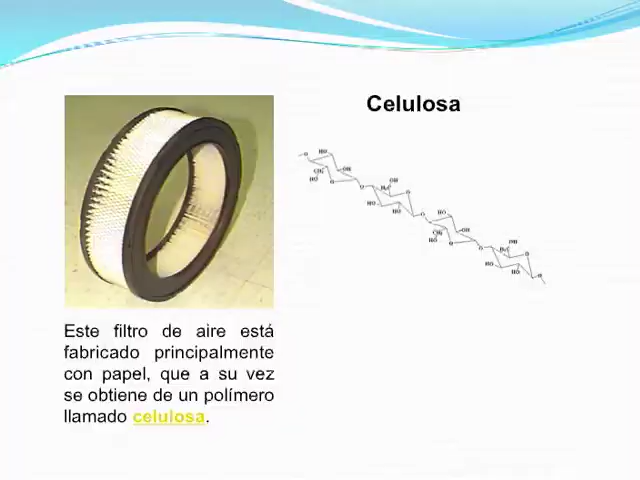 Celulosa
Este filtro de aire está
fabricado principalmente
con papel, que a su vez
se obtiene de un polímero
llamado celulosa.